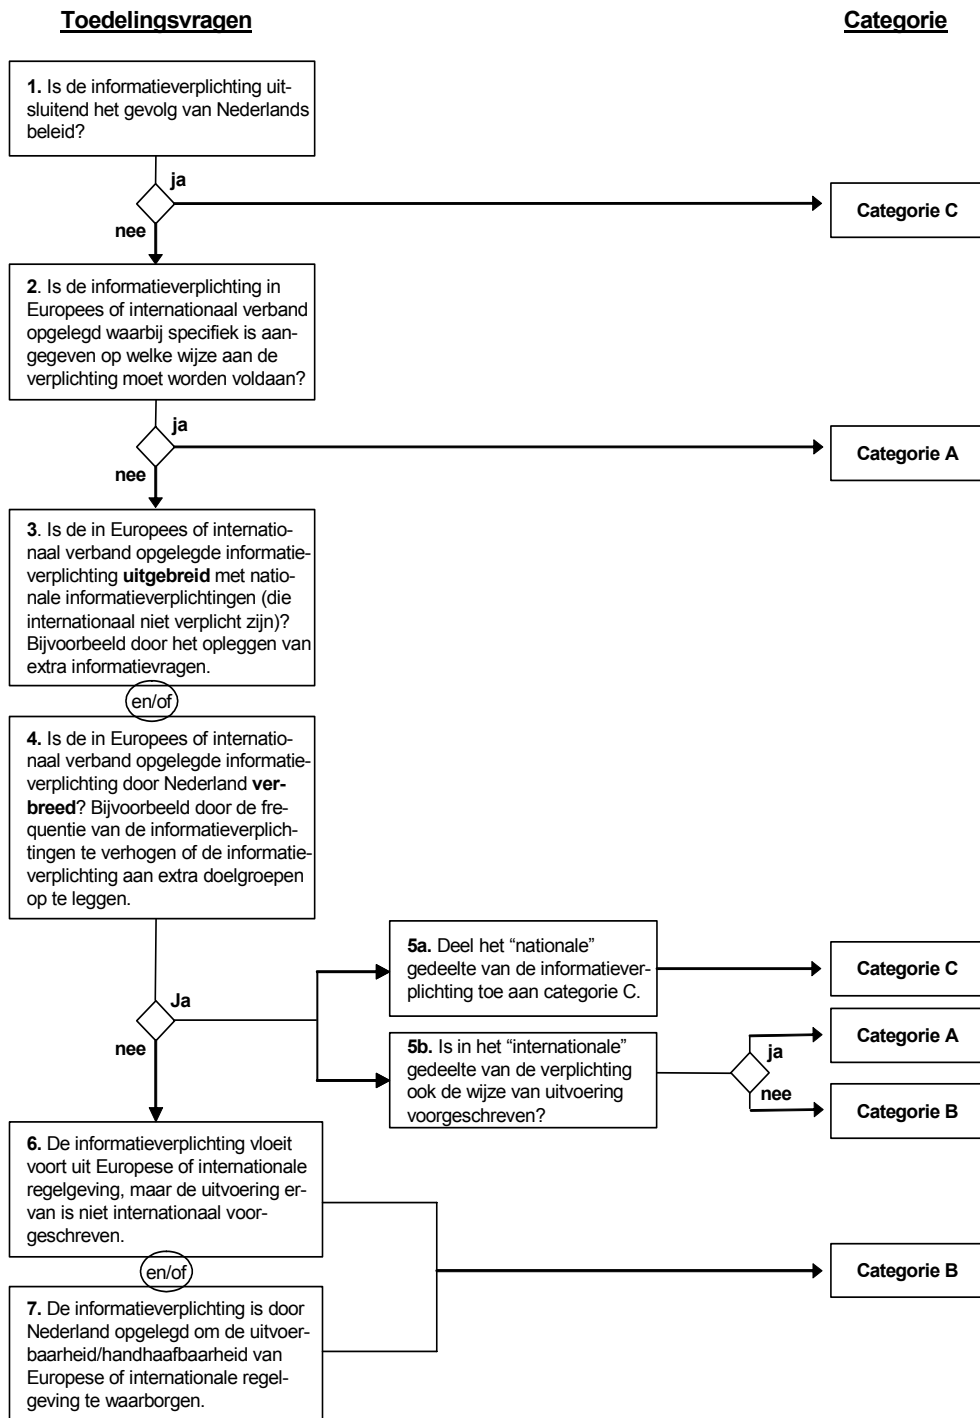 Toedelingsvragen
Categorie
1. Is de informatieverplichting uit-
sluitend het gevolg van Nederlands
beleid?
ja
Categorie C
nee
2. Is de informatieverplichting in
Europees of internationaal verband
opgelegd waarbij specifiek is aan-
gegeven op welke wijze aan de
verplichting moet worden voldaan?
ja
Categorie A
nee
3. Is de in Europees of internatio-
naal verband opgelegde informatie-
verplichting uitgebreid met natio-
nale informatieverplichtingen (die
internationaal niet verplicht zijn)?
Bijvoorbeeld door het opleggen van
extra informatievragen.
en/of
4. Is de in Europees of internatio-
naal verband opgelegde informatie-
verplichting door Nederland ver-
breed? Bijvoorbeeld door de fre-
quentie van de informatieverplich-
tingen te verhogen of de informatie-
verplichting aan extra doelgroepen
op te leggen.
Ja
nee
5a. Deel het “nationale”
gedeelte van de informatiever-
plichting toe aan categorie C.
Categorie C
5b. Is in het “internationale”
gedeelte van de verplichting
ook de wijze van uitvoering
voorgeschreven?
ja
Categorie A
nee
Categorie B
6. De informatieverplichting vloeit
voort uit Europese of internationale
regelgeving, maar de uitvoering er-
van is niet internationaal voor-
geschreven.
en/of
Categorie B
7. De informatieverplichting is door
Nederland opgelegd om de uitvoer-
baarheid/handhaafbaarheid van
Europese of internationale regel-
geving te waarborgen.